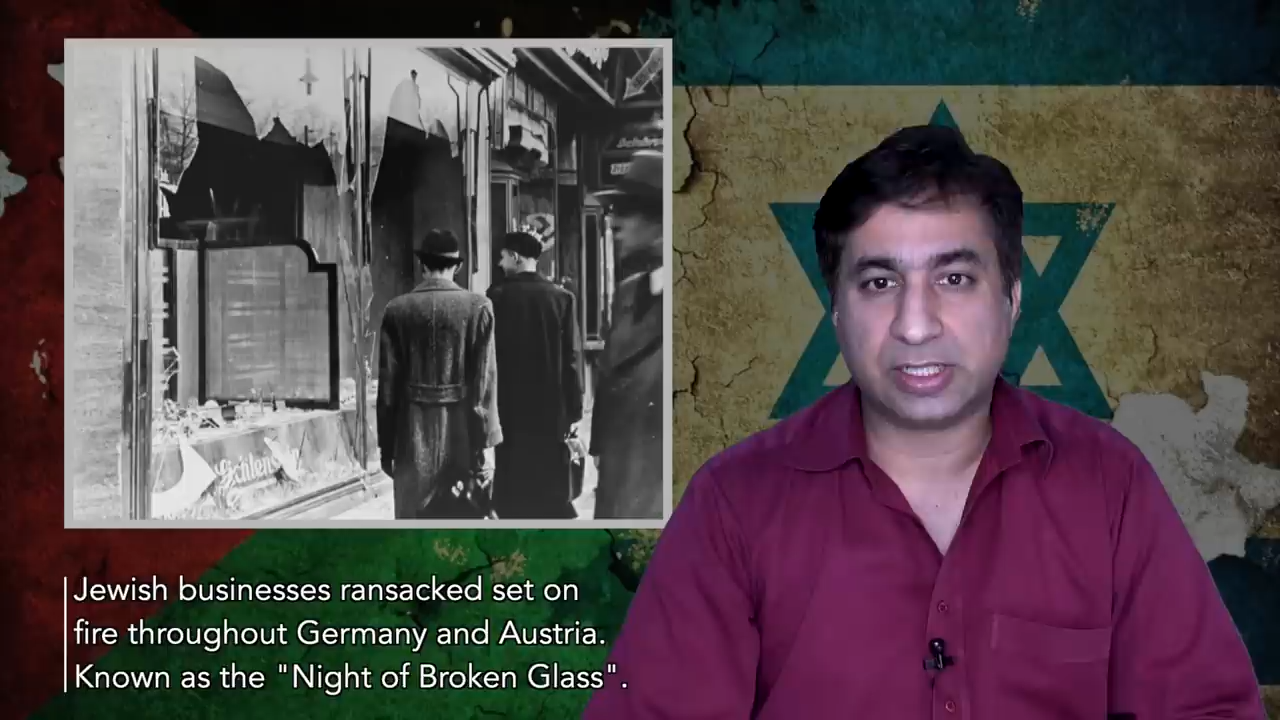 Jewish businesses ransacked set on
fire throughout Germany and Austria.
Known as the "Night of Broken Glass".